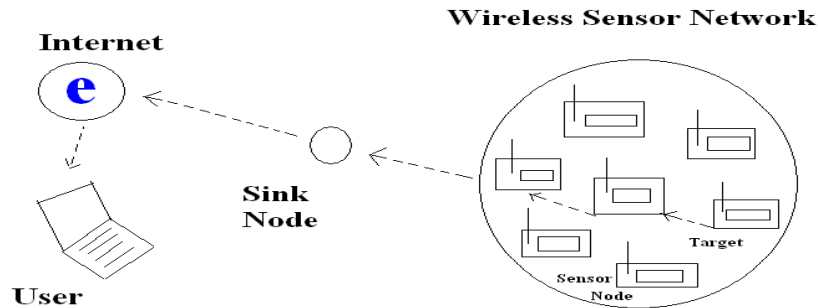 Wireless Sensor Network
Internet
e
Sink
Node
Target
Sensor
Node
User